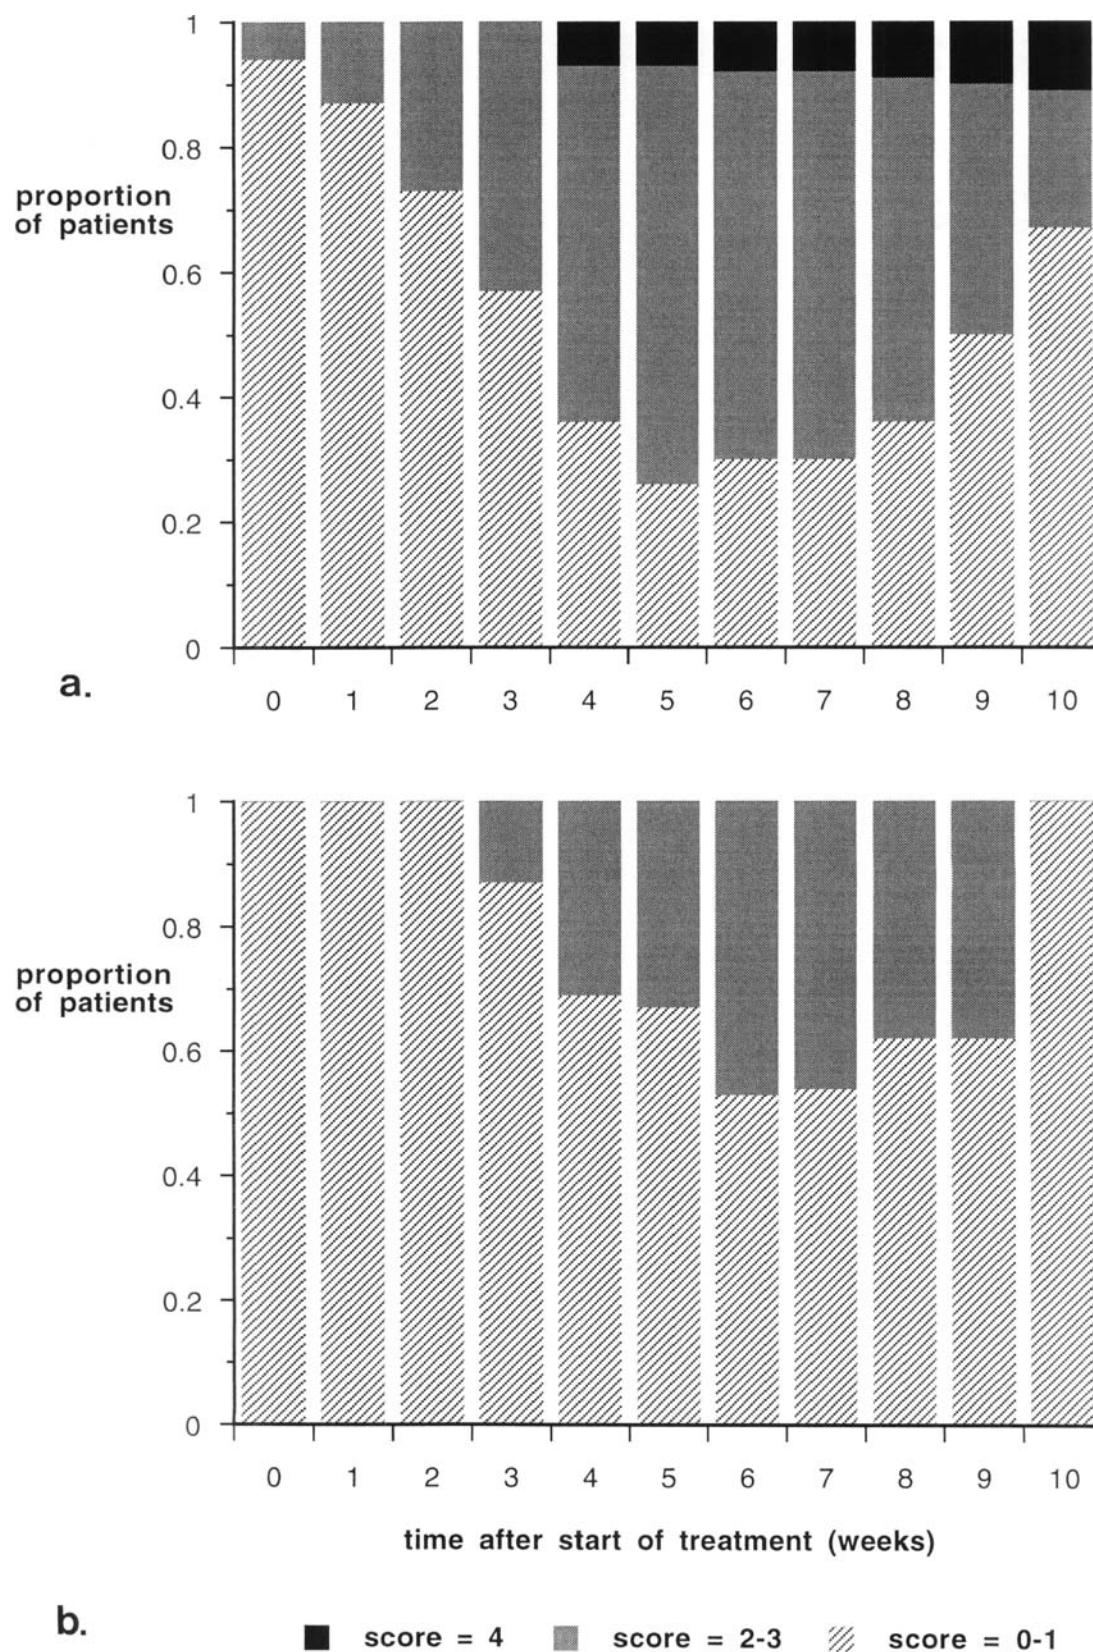 1
0.8
proportion
of patients
0.6
0.4
0.2
0
a.
0 1 2 3 4 5 6 7 8 9 10
1
0.8
proportion
of patients
0.6
0.4
0.2
0
0 1 2 3 4 5 6 7 8 9 10
time after start of treatment (weeks)
b.
score = 4 score = 2-3 score = 0-1